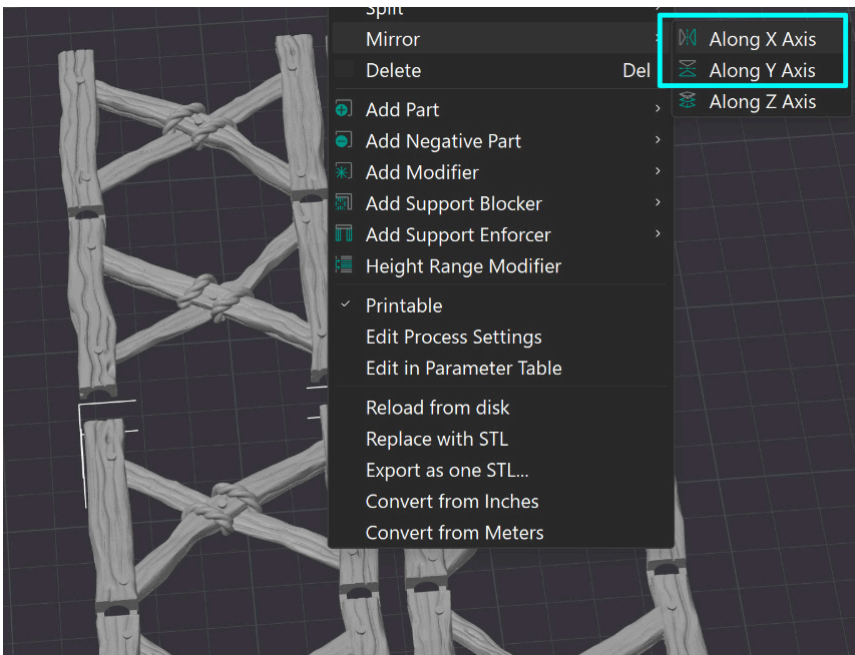 Split
Mirror
Along X Axis
Delete Del
Along Y Axis
Along Z Axis
Add Part
Add Negative Part
Add Modifier
Add Support Blocker
Add Support Enforcer
Height Range Modifier
Printable
Edit Process Settings
Edit in Parameter Table
Reload from disk
Replace with STL
Export as one STL...
Convert from Inches
Convert from Meters